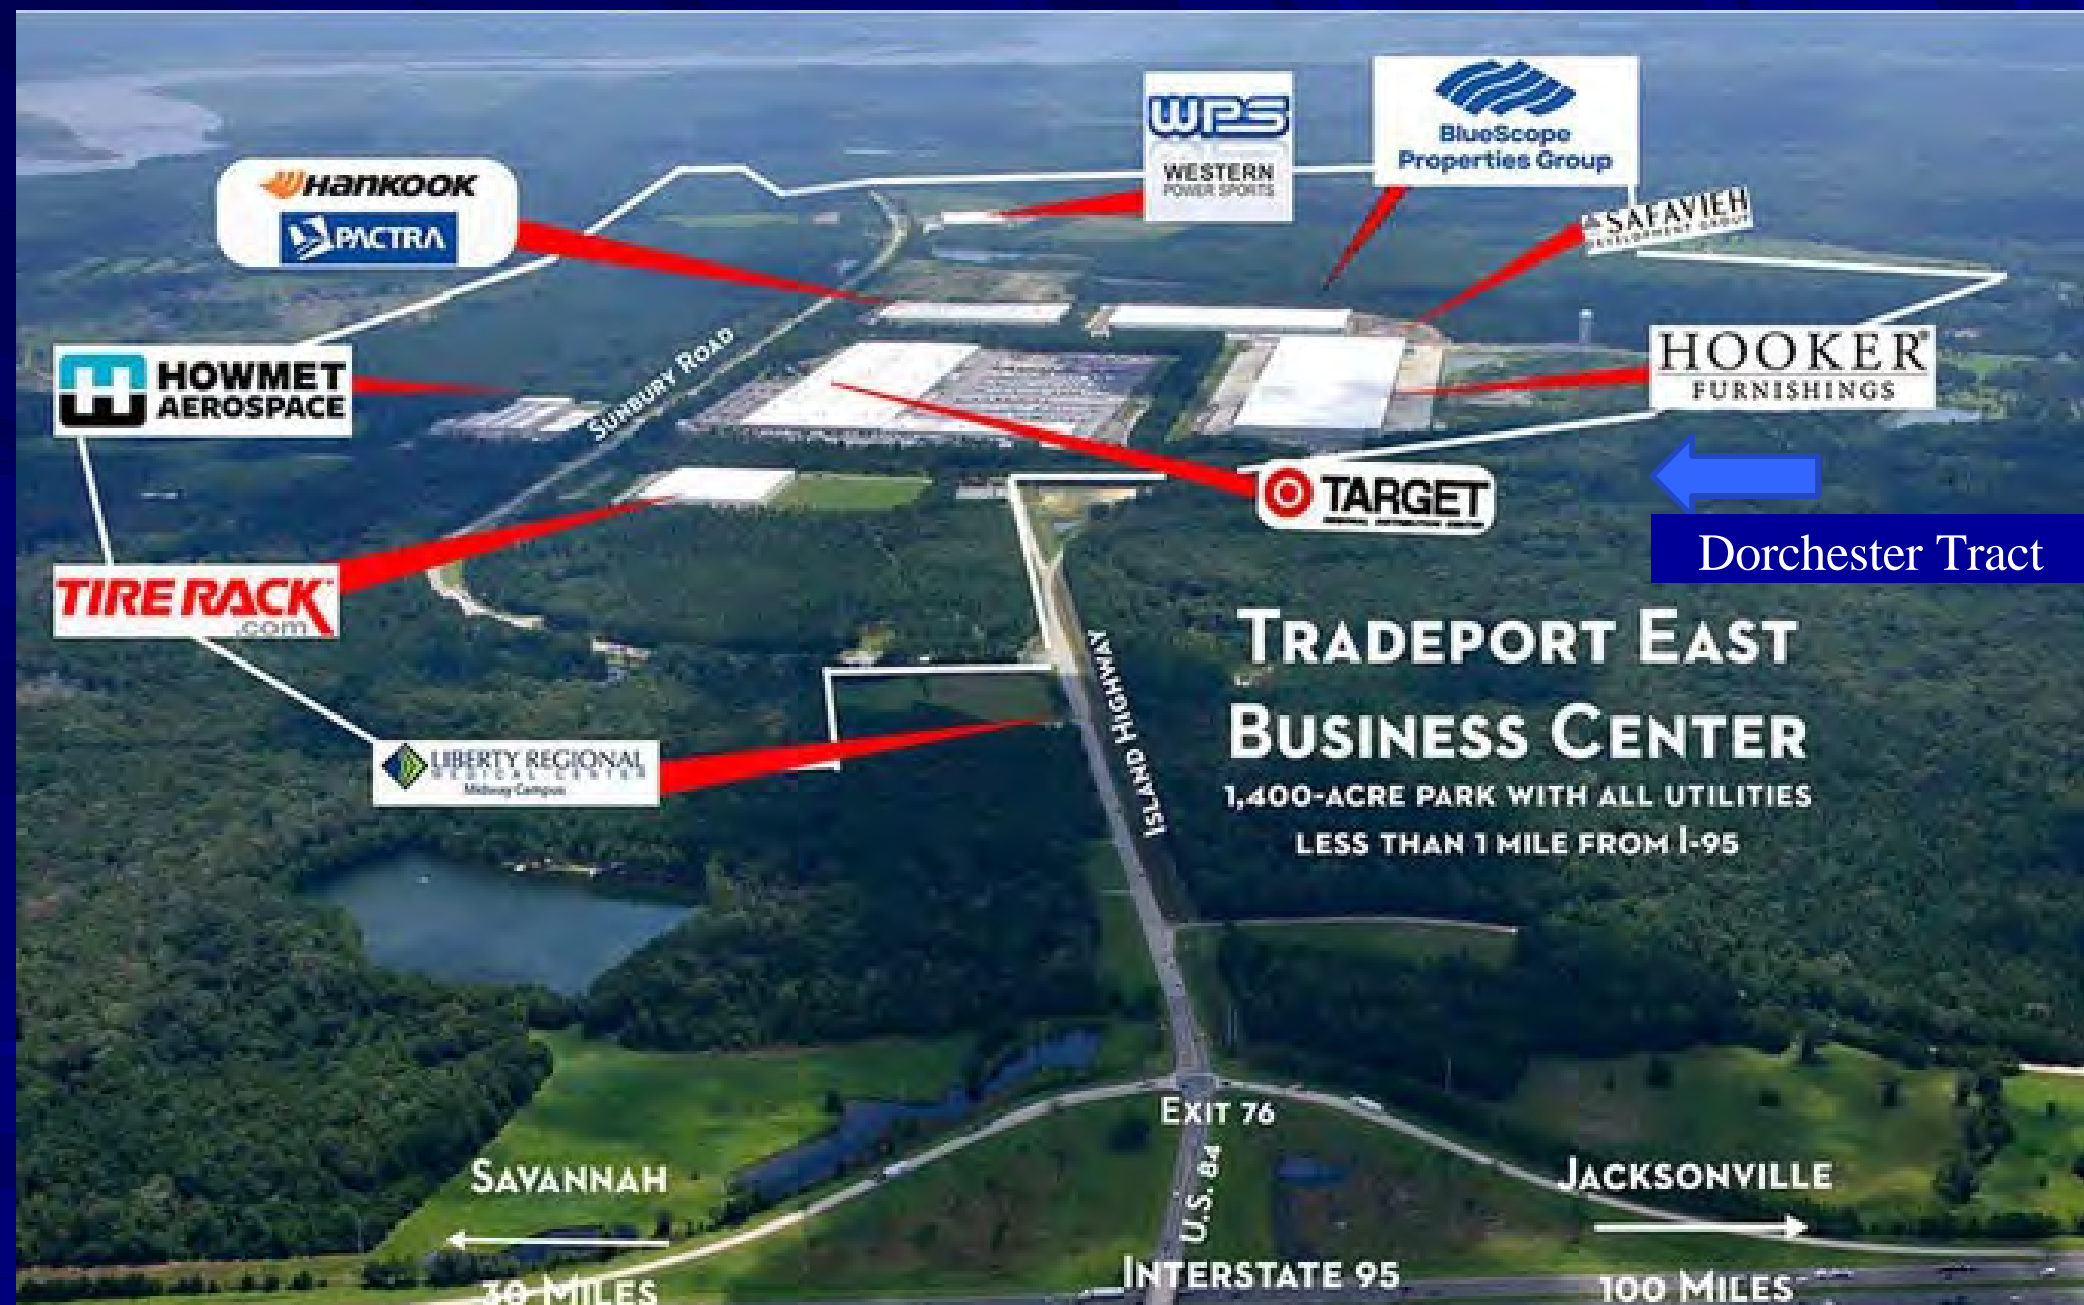 WPS
WESTERN
POWER SPORTS
BlueScope
Properties Group
HANKOOK
PACTRA
SAFAVIEH
DEVELOPMENT GROUP
HOWMET
AEROSPACE
SUNBURY ROAD
HOOKER
FURNISHINGS
TARGET
TIRE RACK
.com
Dorchester Tract
TRADEPORT EAST
BUSINESS CENTER
1,400-ACRE PARK WITH ALL UTILITIES
LESS THAN 1 MILE FROM I-95
ISLAND HIGHWAY
LIBERTY REGIONAL
MEDICAL CENTER
Midway Campus
EXIT 76
U.S. 84
SAVANNAH
30 MILES
INTERSTATE 95
JACKSONVILLE
100 MILES